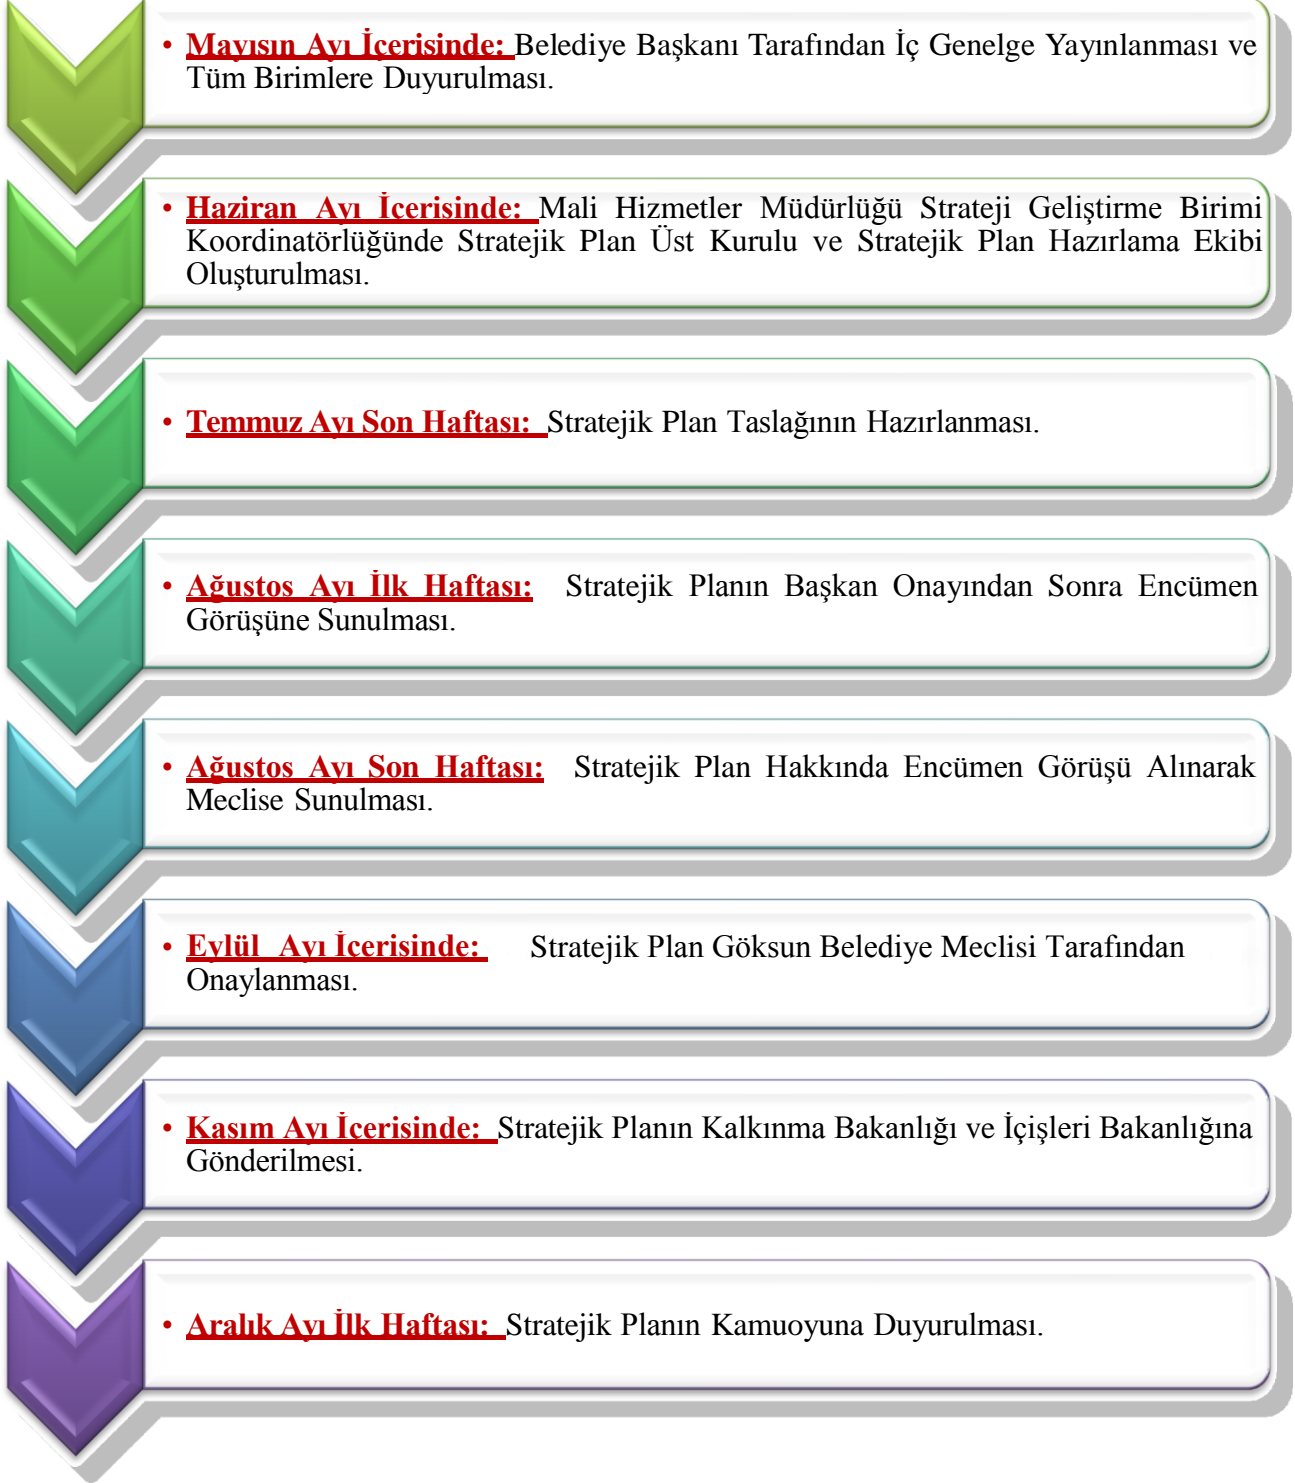 • Mayısın Ayı İçerisinde: Belediye Başkanı Tarafından İç Genelge Yayınlanması ve
Tüm Birimlere Duyurulması.
• Haziran Ayı İçerisinde: Mali Hizmetler Müdürlüğü Strateji Geliştirme Birimi
Koordinatörlüğünde Stratejik Plan Üst Kurulu ve Stratejik Plan Hazırlama Ekibi
Oluşturulması.
• Temmuz Ayı Son Haftası: Stratejik Plan Taslağının Hazırlanması.
• Ağustos Ayı İlk Haftası: Stratejik Planın Başkan Onayından Sonra Encümen
Görüşüne Sunulması.
• Ağustos Ayı Son Haftası: Stratejik Plan Hakkında Encümen Görüşü Alınarak
Meclise Sunulması.
• Eylül Ayı İçerisinde: Stratejik Plan Göksun Belediye Meclisi Tarafından
Onaylanması.
• Kasım Ayı İçerisinde: Stratejik Planın Kalkınma Bakanlığı ve İçişleri Bakanlığına
Gönderilmesi.
• Aralık Ayı İlk Haftası: Stratejik Planın Kamuoyuna Duyurulması.